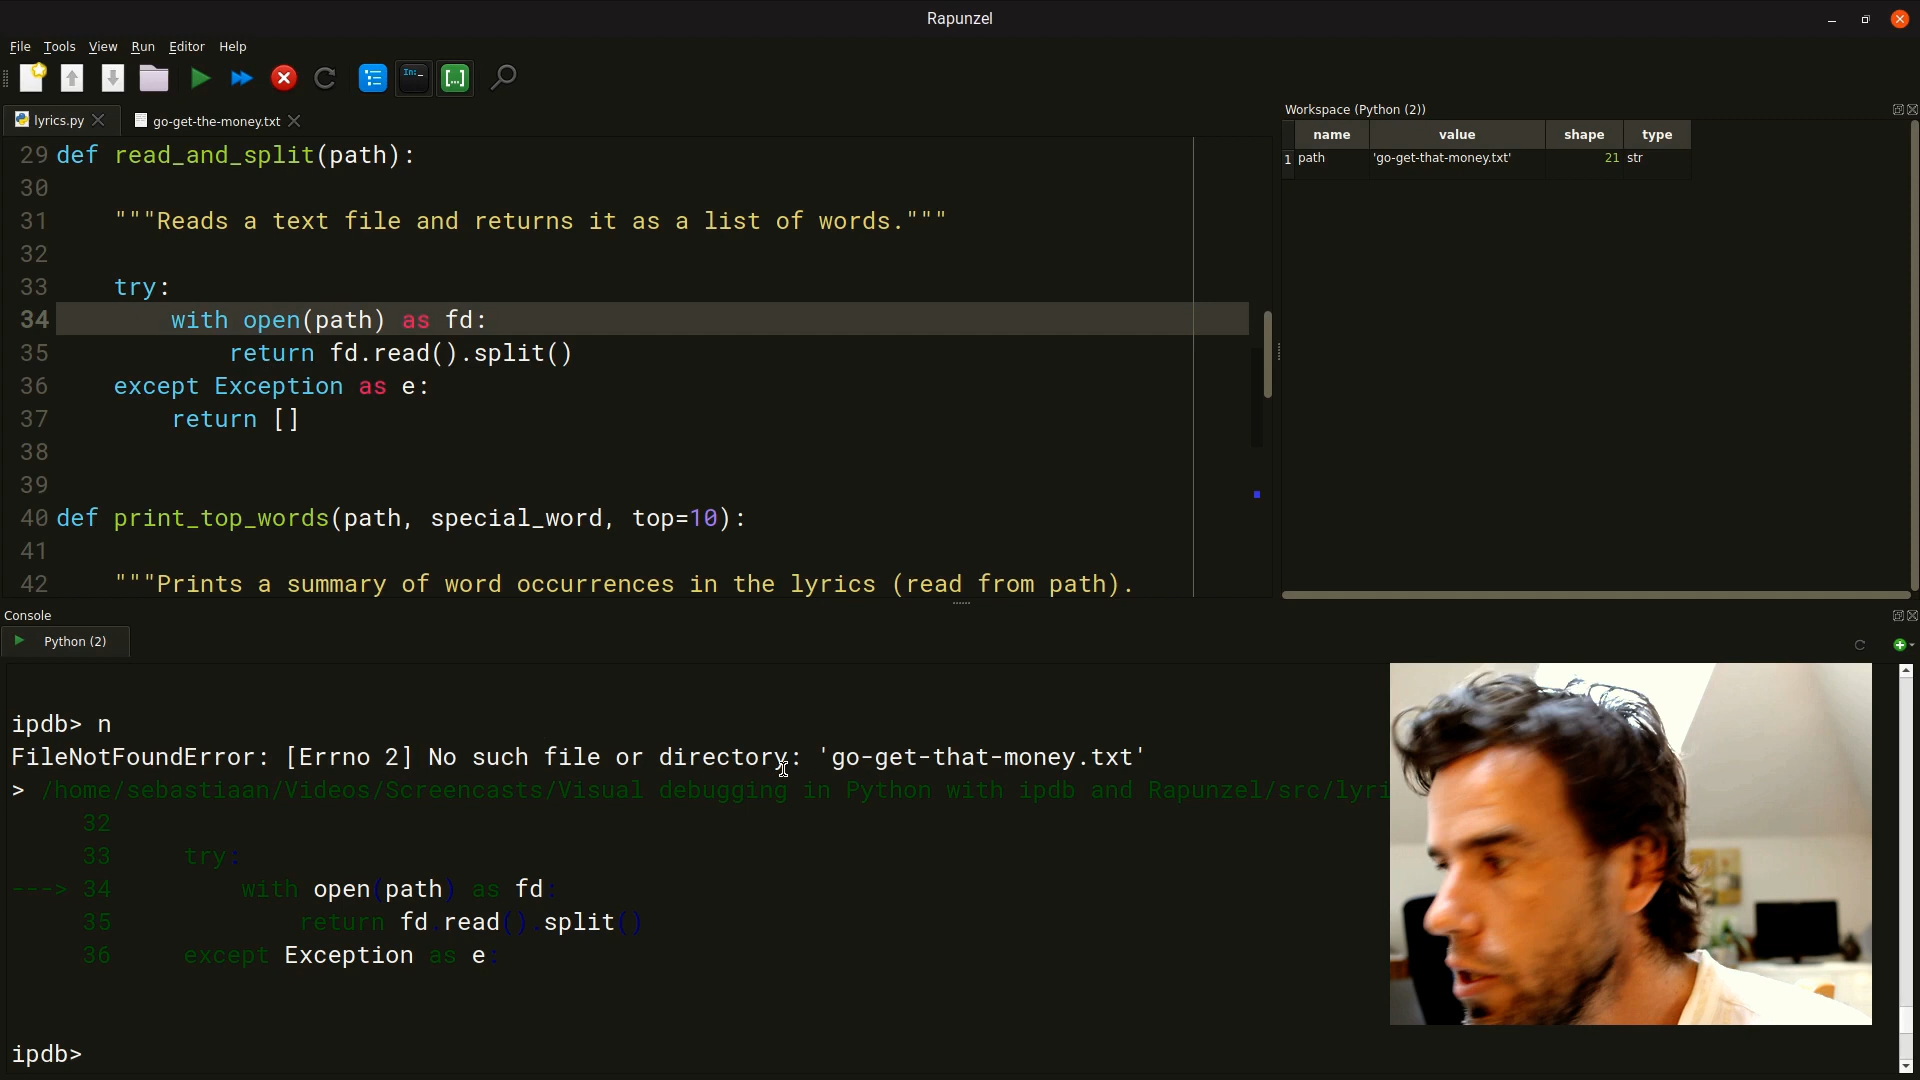 Rapunzel
File Tools View Run Editor Help
In:-
[...]
lyrics.py
go-get-the-money.txt
29 def read_and_split(path):
30
31 """Reads a text file and returns it as a list of words."""
32
33 try:
34 with open(path) as fd:
35 return fd.read().split()
36 except Exception as e:
37 return []
38
39
40 def print_top_words(path, special_word, top=10):
41
42 """Prints a summary of word occurrences in the lyrics (read from path).
Workspace (Python (2))
name value shape type
1 path 'go-get-that-money.txt' 21 str
Console
Python (2)
ipdb> n
FileNotFoundError: [Errno 2] No such file or directory: 'go-get-that-money.txt'
> /home/sebastiaan/Videos/Screencasts/Visual debugging in Python with ipdb and Rapunzel/src/lyri
32
33 try:
---> 34 with open(path) as fd:
35 return fd.read().split()
36 except Exception as e:
ipdb>